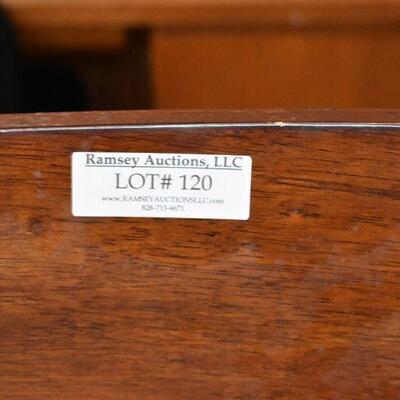 Ramsey Auctions, LLC
LOT# 120
www.RAMSEYAUCTIONSLLC.com
828-713-4671